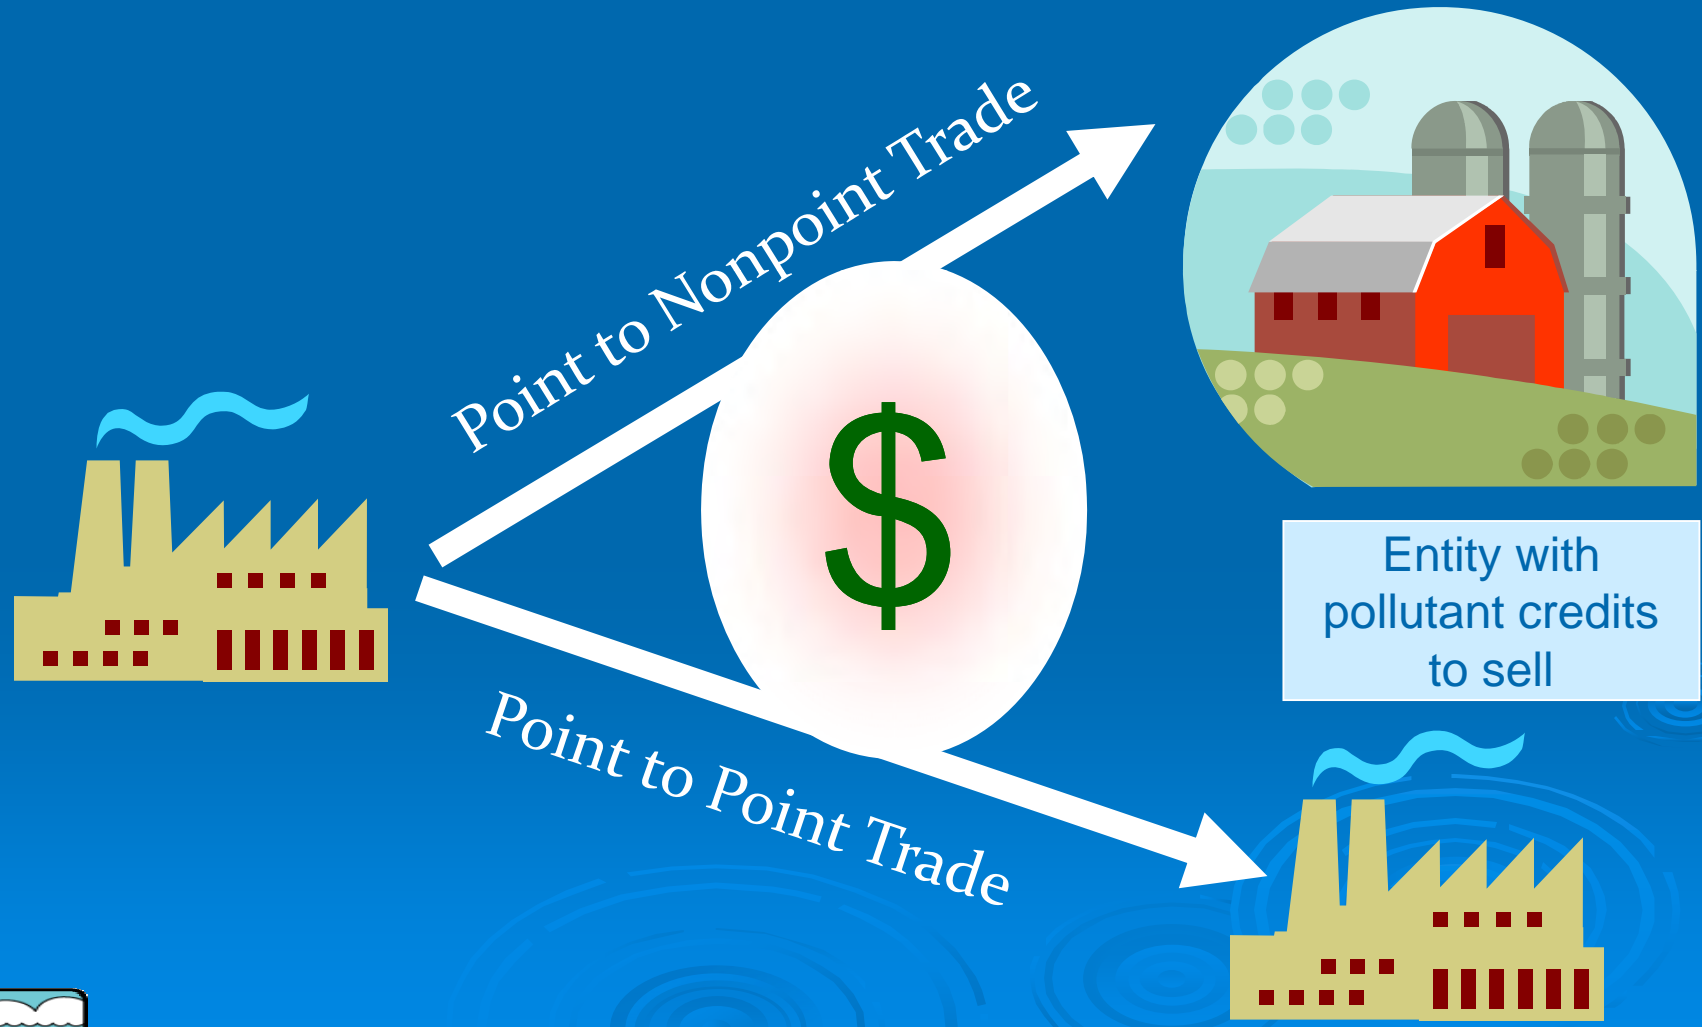 Point to Nonpoint Trade
$
Entity with
pollutant credits
to sell
Point to Point Trade